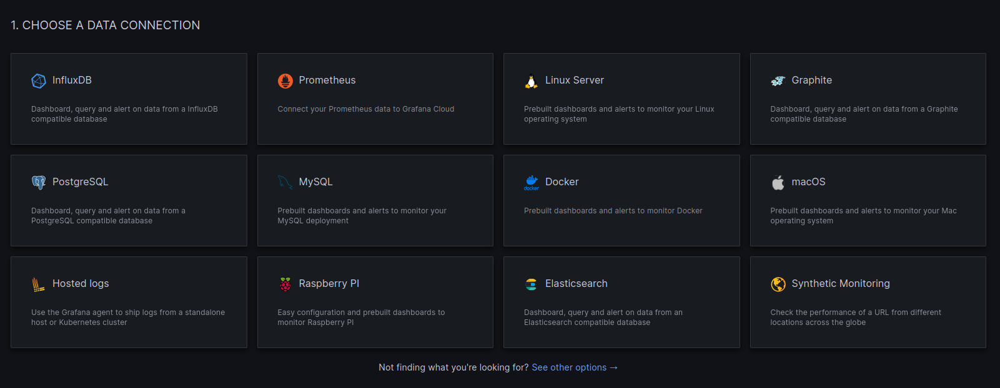 1. CHOOSE A DATA CONNECTION
InfluxDB
Dashboard, query and alert on data from a InfluxDB
compatible database
Prometheus
Connect your Prometheus data to Grafana Cloud
Linux Server
Prebuilt dashboards and alerts to monitor your Linux
operating system
Graphite
Dashboard, query and alert on data from a Graphite
compatible database
PostgreSQL
Dashboard, query and alert on data from a
PostgreSQL compatible database
MySQL
Prebuilt dashboards and alerts to monitor your
MySQL deployment
docker
Docker
Prebuilt dashboards and alerts to monitor Docker
macOS
Prebuilt dashboards and alerts to monitor your Mac
operating system
Hosted logs
Use the Grafana agent to ship logs from a standalone
host or Kubernetes cluster
Raspberry PI
Easy configuration and prebuilt dashboards to
monitor Raspberry PI
Elasticsearch
Dashboard, query and alert on data from an
Elasticsearch compatible database
Synthetic Monitoring
Check the performance of a URL from different
locations across the globe
Not finding what you're looking for? See other options →